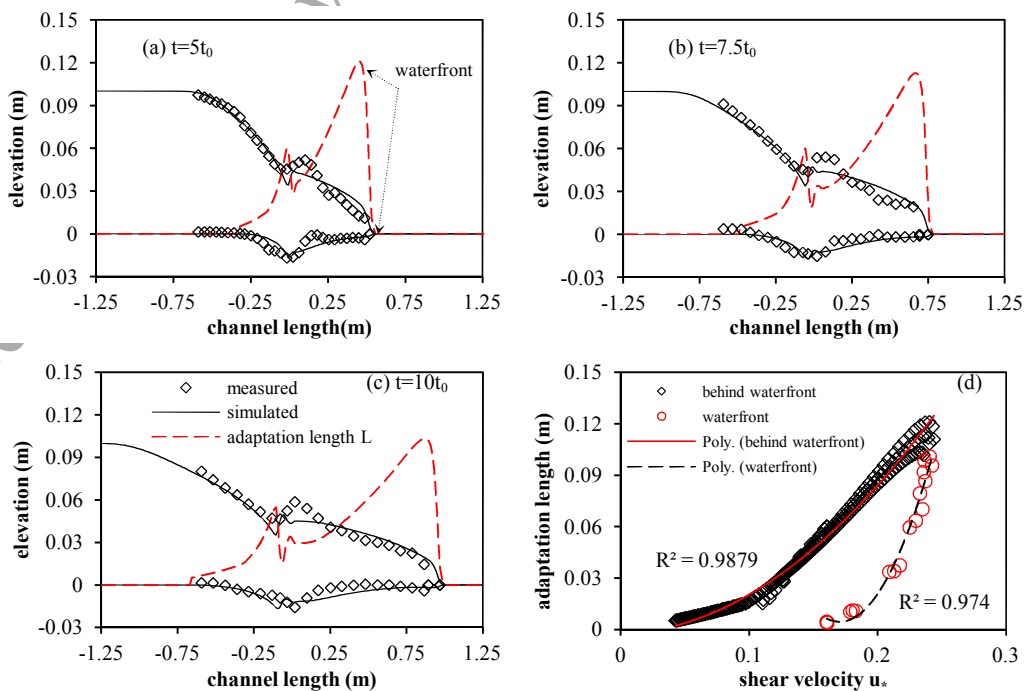 0.15
0.12
0.09
0.06
0.03
0
-0.03
elevation (m)
(a) t=5t₀
waterfront
-1.25 -0.75 -0.25 0.25 0.75 1.25
channel length(m)
0.15
0.12
0.09
0.06
0.03
0
-0.03
elevation (m)
(b) t=7.5t₀
-1.25 -0.75 -0.25 0.25 0.75 1.25
channel length (m)
0.15
0.12
0.09
0.06
0.03
0
-0.03
elevation (m)
measured
simulated
adaptation length L
(c) t=10t₀
-1.25 -0.75 -0.25 0.25 0.75 1.25
channel length (m)
0.15
0.12
0.09
0.06
0.03
0
adaptation length (m)
(d)
behind waterfront
waterfront
Poly. (behind waterfront)
Poly. (waterfront)
R² = 0.9879
R² = 0.974
0 0.1 0.2 0.3
shear velocity u*